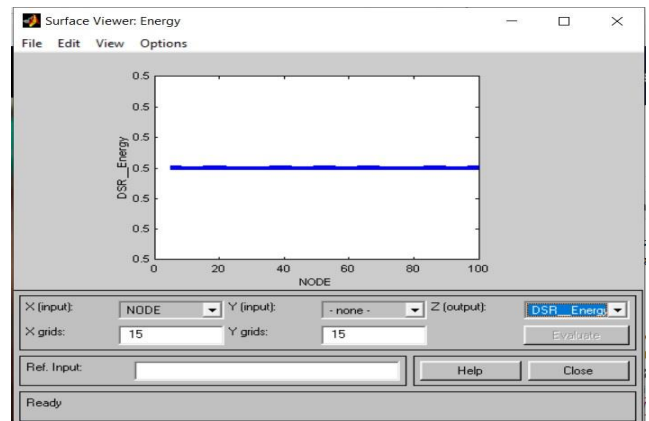 Surface Viewer: Energy
File Edit View Options
0.5
0.5
0.5
0.5
0.5
0.5
0.5
DSR__Energy
0 20 40 60 80 100
NODE
X (input): NODE Y (input): - none - Z (output): DSR__Energy
X grids: 15 Y grids: 15 Evaluate
Ref. Input: Help Close
Ready